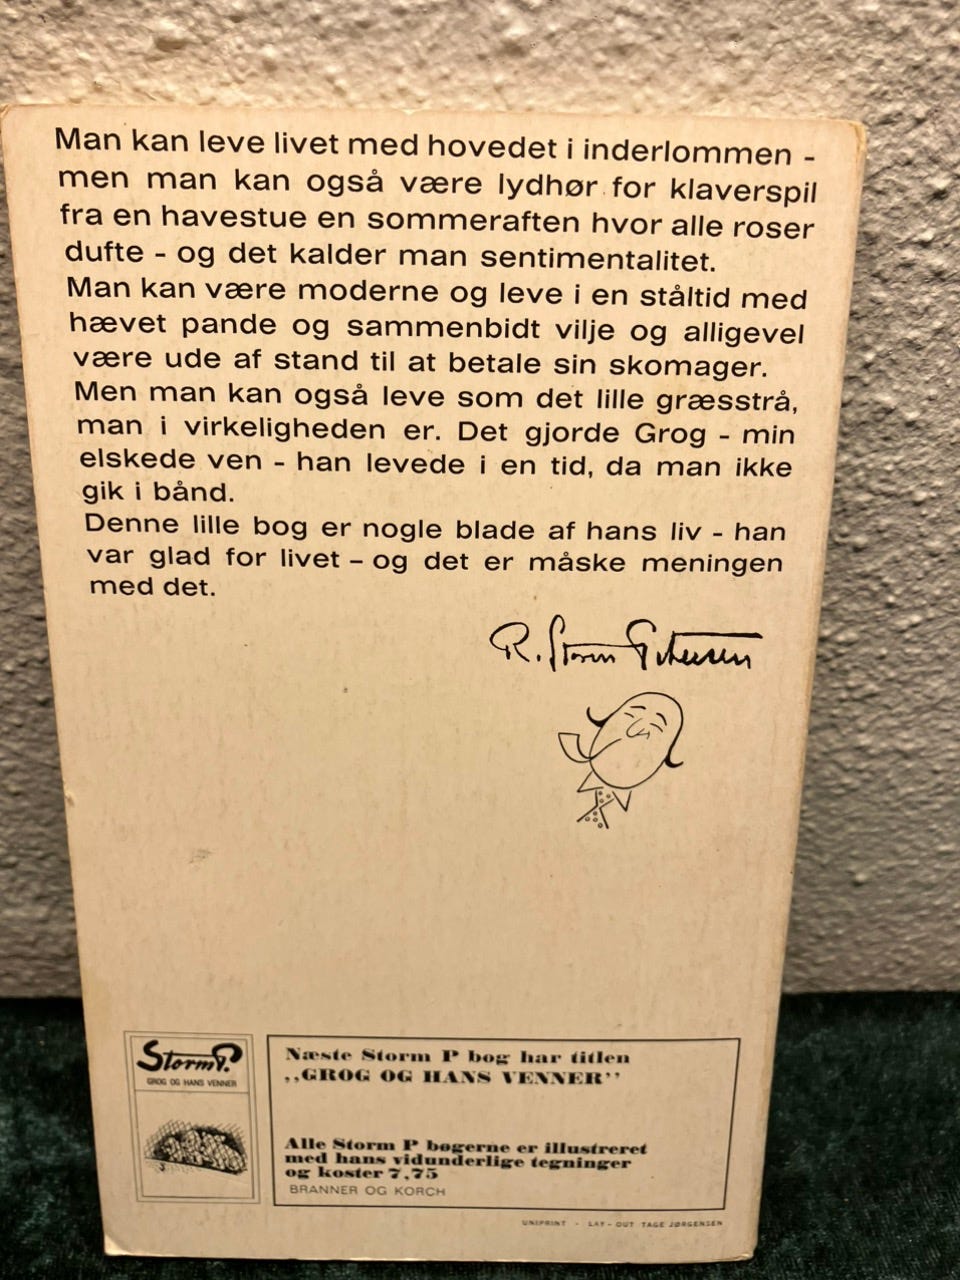 Man kan leve livet med hovedet i inderlommen -
men man kan også være lydhør for klaverspil
fra en havestue en sommeraften hvor alle roser
dufte - og det kalder man sentimentalitet.
Man kan være moderne og leve i en ståltid med
hævet pande og sammenbidt vilje og alligevel
være ude af stand til at betale sin skomager.
Men man kan også leve som det lille græsstrå,
man i virkeligheden er. Det gjorde Grog - min
elskede ven - han levede i en tid, da man ikke
gik i bånd.
Denne lille bog er nogle blade af hans liv - han
var glad for livet – og det er måske meningen
med det.
R. Storm Petersen
Storm P.
GROG OG HANS VENNER
Næste Storm P bog har titlen
,,GROG OG HANS VENNER''
Alle Storm P bøgerne er illustreret
med hans vidunderlige tegninger
og koster 7,75
BRANNER OG KORCH
UNIPRINT - LAY-OUT TAGE JØRGENSEN